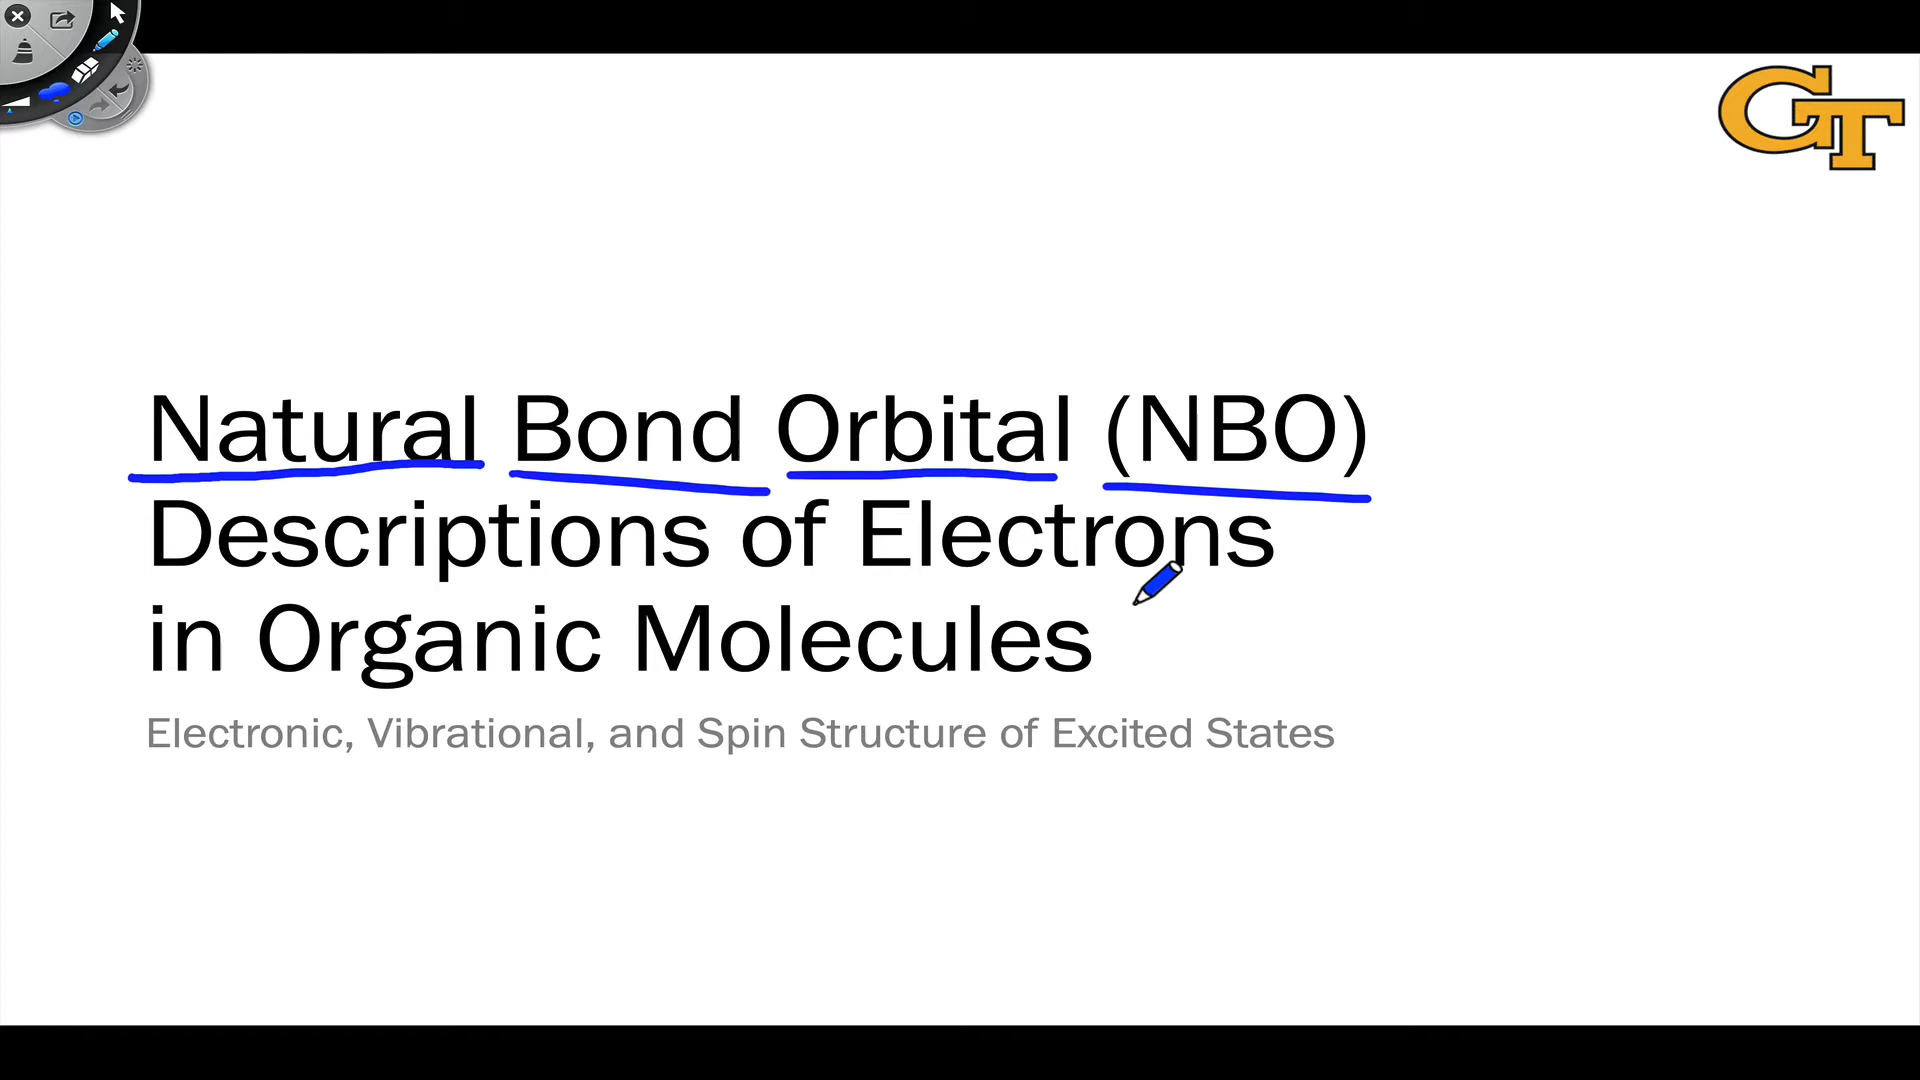 GT
Natural Bond Orbital (NBO)
Descriptions of Electrons
in Organic Molecules
Electronic, Vibrational, and Spin Structure of Excited States